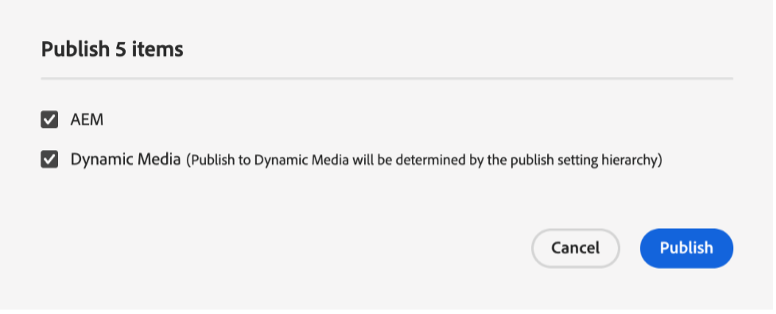 Publish 5 items
AEM
Dynamic Media (Publish to Dynamic Media will be determined by the publish setting hierarchy)
Cancel Publish